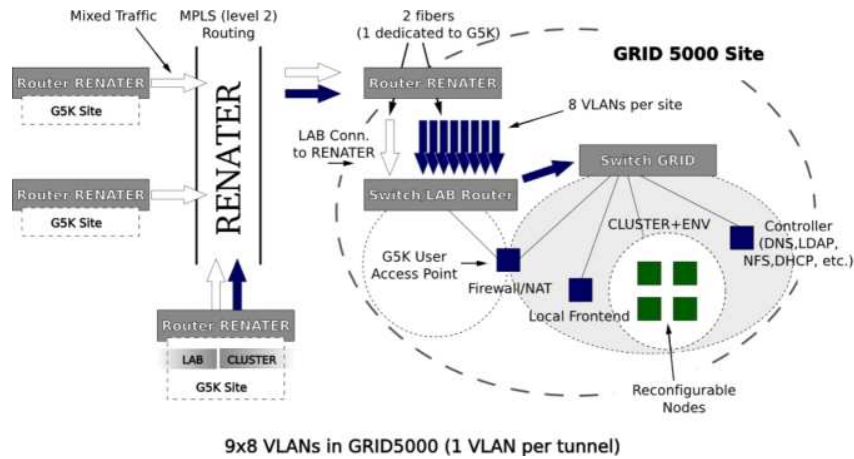 Mixed Traffic
MPLS (level 2)
Routing
2 fibers
(1 dedicated to G5K)
GRID 5000 Site
Router RENATER
G5K Site
RENATER
Router RENATER
8 VLANs per site
LAB Conn.
to RENATER
Switch GRID
Router RENATER
G5K Site
Switch LAB Router
CLUSTER+ENV
Controller
(DNS,LDAP,
NFS,DHCP, etc.)
G5K User
Access Point
Firewall/NAT
Local Frontend
Router RENATER
LAB
CLUSTER
G5K Site
Reconfigurable
Nodes
9x8 VLANs in GRID5000 (1 VLAN per tunnel)